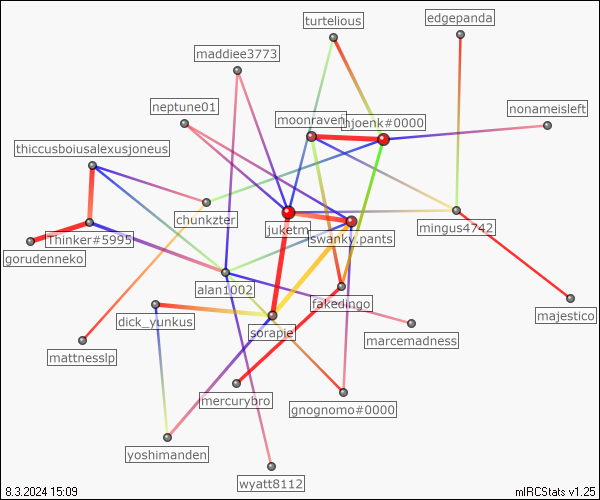 turtelious
edgepanda
maddiee3773
neptune01
nonameisleft
moonraven
hjoenk#0000
thiccusboiusalexusjoneus
chunkzter
juketm
swanky.pants
mingus4742
Thinker#5995
gorudenneko
alan1002
fakedingo
majestico
dick_yunkus
sorapie
marcemadness
mattnesslp
mercurybro
gnognomo#0000
yoshimanden
wyatt8112
8.3.2024 15:09
mIRCStats v1.25